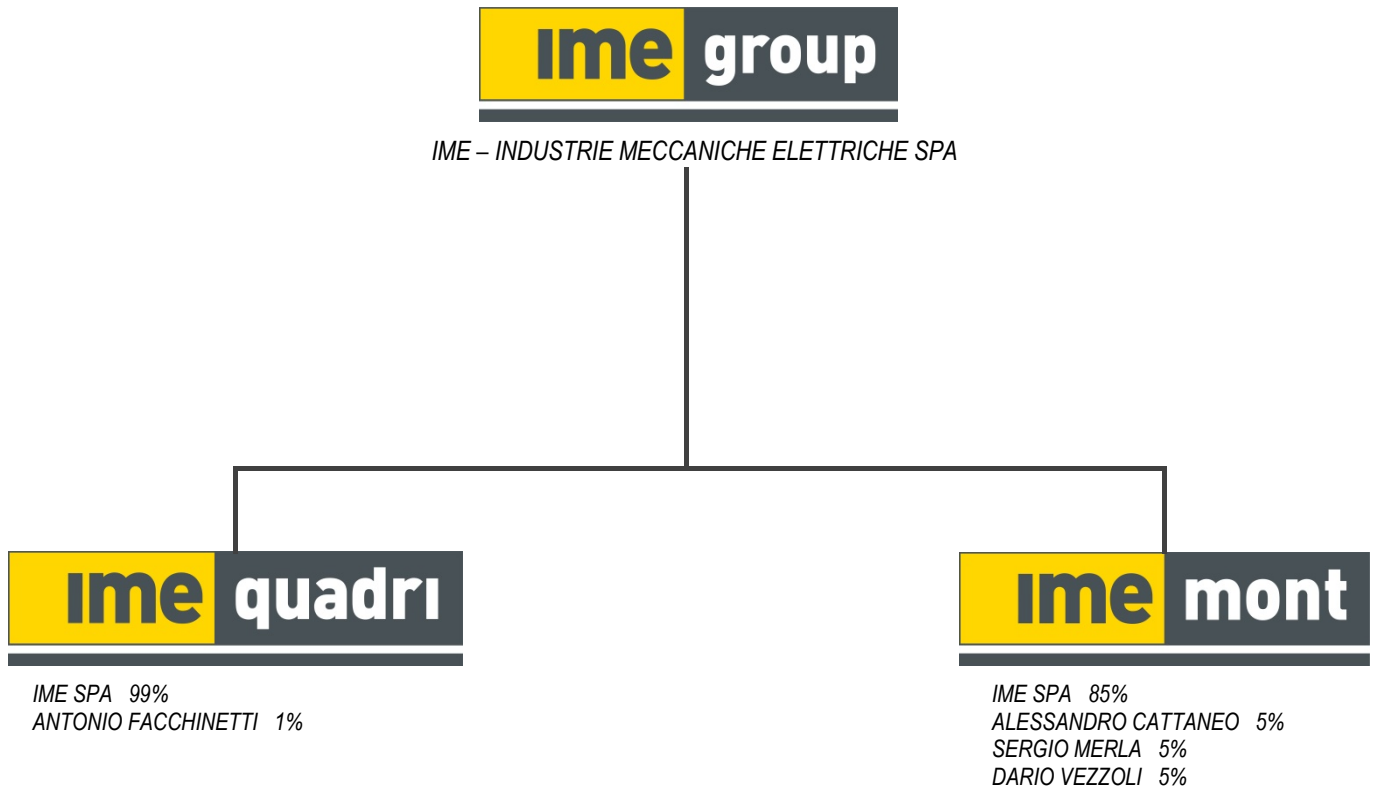 ime group
IME – INDUSTRIE MECCANICHE ELETTRICHE SPA
ime quadri
IME SPA 99%
ANTONIO FACCHINETTI 1%
ime mont
IME SPA 85%
ALESSANDRO CATTANEO 5%
SERGIO MERLA 5%
DARIO VEZZOLI 5%